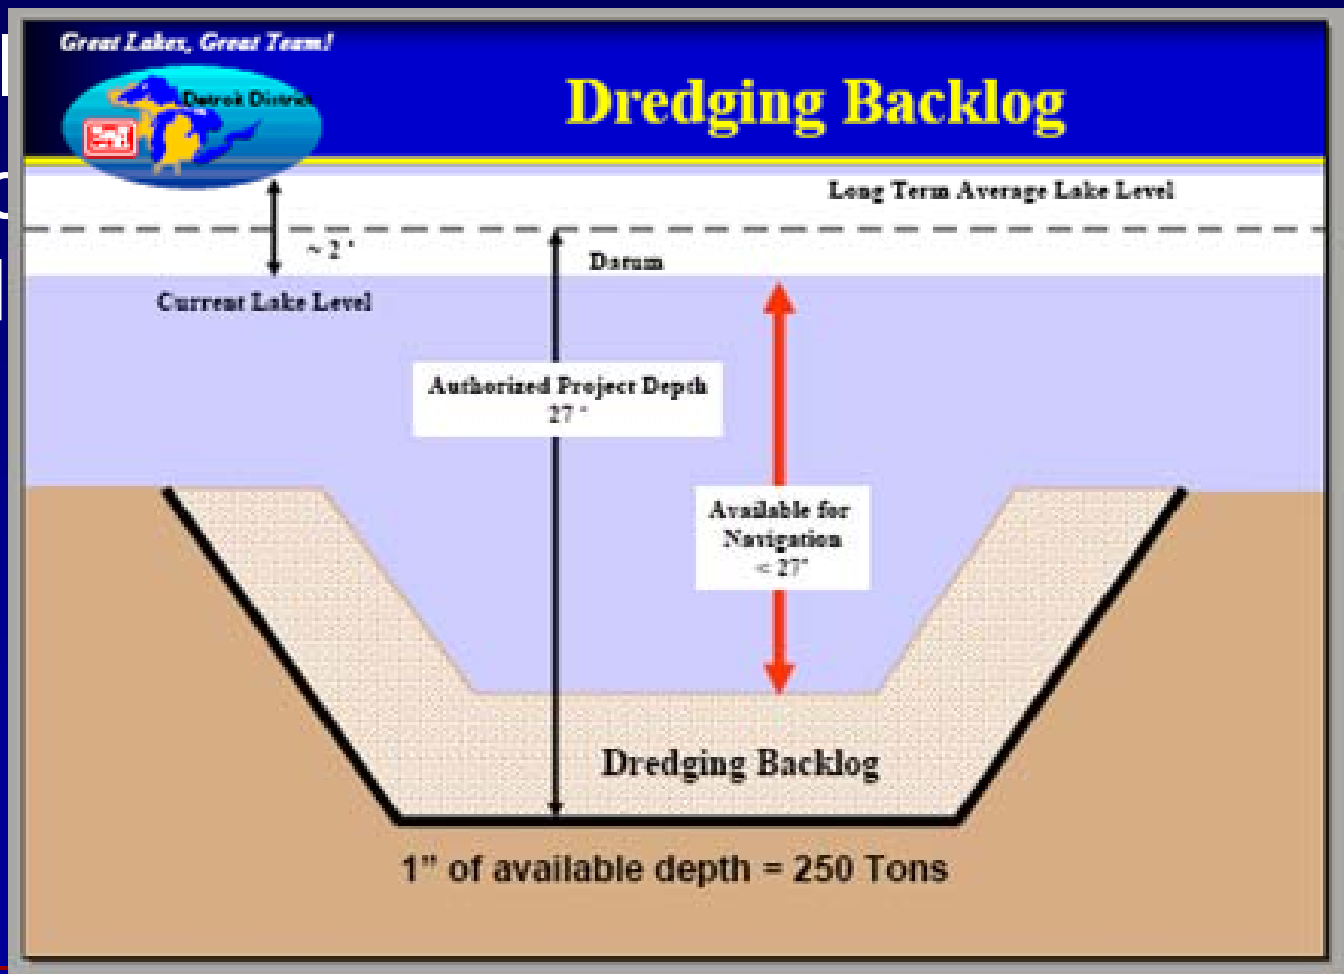 Great Lakes, Great Team!
Detroit District
Dredging Backlog
Long Term Average Lake Level
~ 2 '
Datum
Current Lake Level
Authorized Project Depth
27 '
Available for
Navigation
< 27'
Dredging Backlog
1” of available depth = 250 Tons